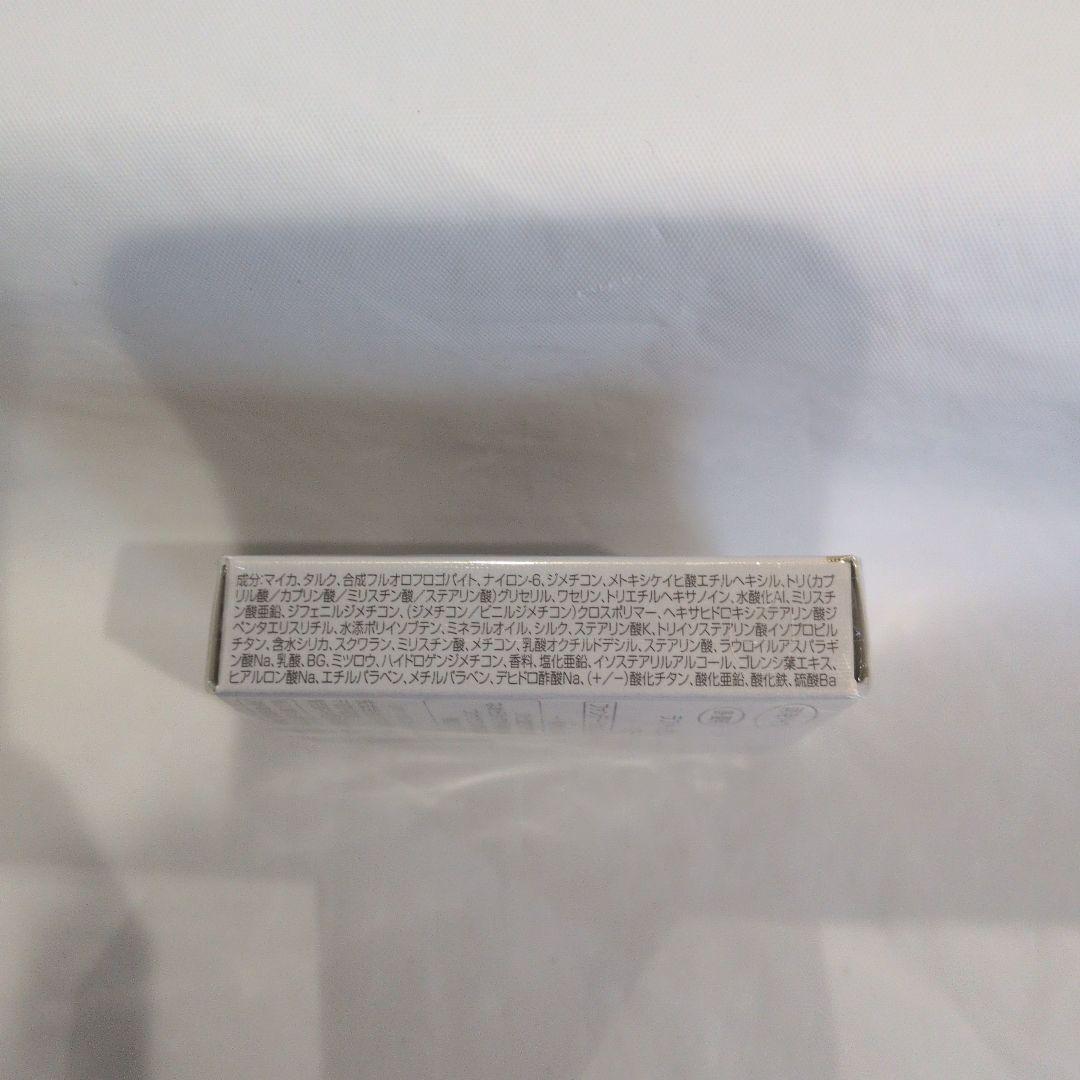 成分:マイカ、タルク、合成フルオロフロゴパイト、ナイロン-6、ジメチコン、メトキシケイヒ酸エチルヘキシル、トリ(カプ
リル酸/カプリン酸/ミリスチン酸/ステアリン酸)グリセリル、ワセリン、トリエチルヘキサノイン、水酸化Al、ミリスチ
ン酸亜鉛、ジフェニルジメチコン、(ジメチコン/ビニルジメチコン)クロスポリマー、ヘキサヒドロキシステアリン酸ジ
ペンタエリスリチル、水添ポリイソブテン、ミネラルオイル、シルク、ステアリン酸K、トリイソステアリン酸イソプロピル
チタン、含水シリカ、スクワラン、ミリスチン酸、メチコン、乳酸オクチルドデシル、ステアリン酸、ラウロイルアスパラギ
ン酸Na、乳酸、BG、ミツロウ、ハイドロゲンジメチコン、香料、塩化亜鉛、イソステアリルアルコール、ゴレンシ葉エキス、
ヒアルロン酸Na、エチルパラベン、メチルパラベン、デヒドロ酢酸Na、(+/-)酸化チタン、酸化亜鉛、酸化鉄、硫酸Ba